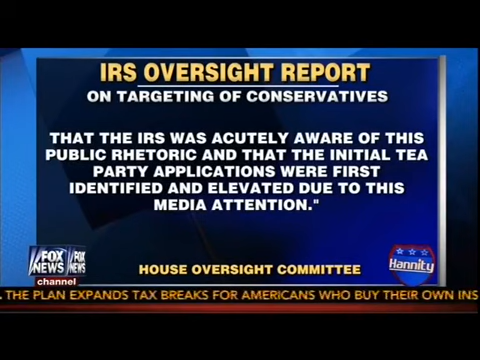 IRS OVERSIGHT REPORT
ON TARGETING OF CONSERVATIVES
THAT THE IRS WAS ACUTELY AWARE OF THIS
PUBLIC RHETORIC AND THAT THE INITIAL TEA
PARTY APPLICATIONS WERE FIRST
IDENTIFIED AND ELEVATED DUE TO THIS
MEDIA ATTENTION."
HOUSE OVERSIGHT COMMITTEE
FOX
NEWS
channel
FOX
NEWS
Hannity
. THE PLAN EXPANDS TAX BREAKS FOR AMERICANS WHO BUY THEIR OWN INS